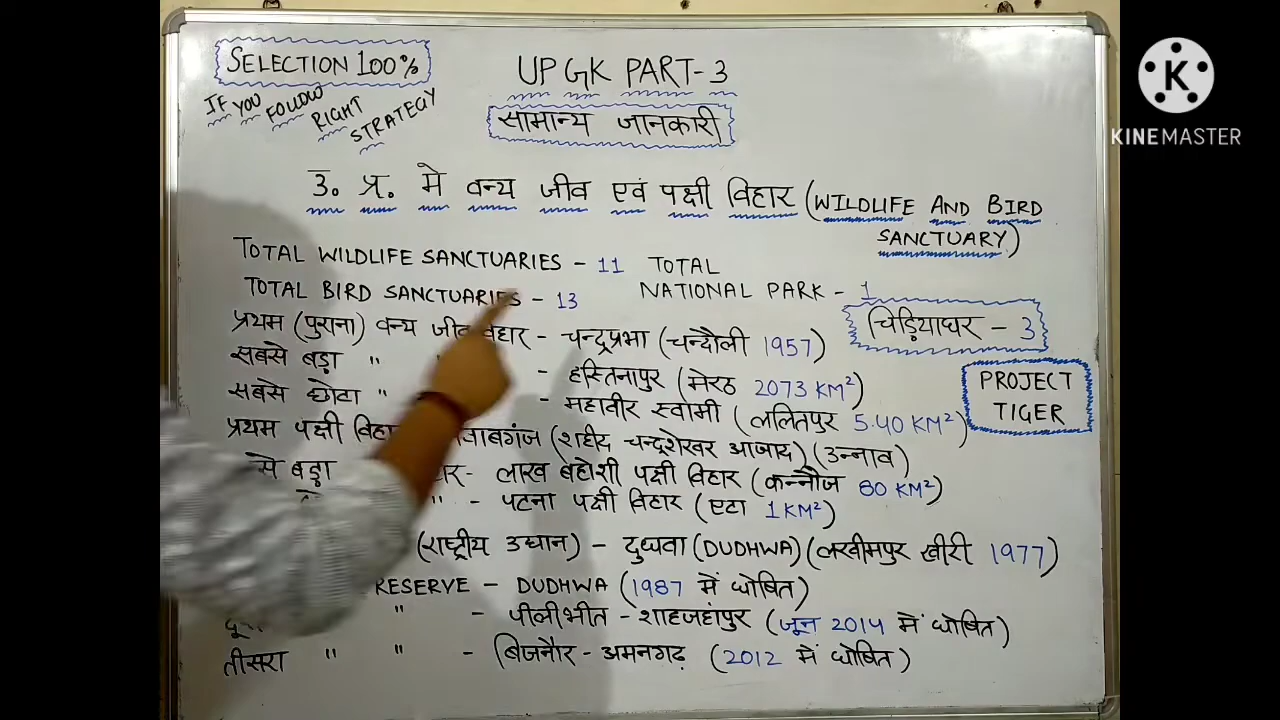 SELECTION 100%
IF YOU FOLLOW RIGHT STRATEGY
UP GK PART-3
सामान्य जानकारी
K
KINEMASTER
उ. प्र. मे वन्य जीव एवं पक्षी विहार (WILDLIFE AND BIRD
SANCTUARY)
TOTAL WILDLIFE SANCTUARIES - 11 TOTAL
TOTAL BIRD SANCTUARIES - 13 NATIONAL PARK - 1
प्रथम (पुराना) वन्य जीव विहार - चन्द्रप्रभा (चन्दौली 1957)
चिड़ियाघर - 3
सबसे बड़ा " - हस्तिनापुर (मेरठ 2073 KM²)
सबसे छोटा " - महावीर स्वामी (ललितपुर 5.40 KM²)
PROJECT
TIGER
प्रथम पक्षी (शहीद चन्द्रशेखर आजाद) (उन्नाव)
बड़ा - लाख बहोशी पक्षी विहार (कन्नौज 80 KM²)
" - पटना पक्षी विहार (एटा 1 KM²)
(राष्ट्रीय उद्यान) - दुधवा (DUDHWA) (लखीमपुर खीरी 1977)
RESERVE - DUDHWA (1987 में घोषित)
" - पीलीभीत - शाहजहांपुर (जून 2014 में घोषित)
तीसरा " " - बिजनौर - अमनगढ़ (2012 में घोषित)